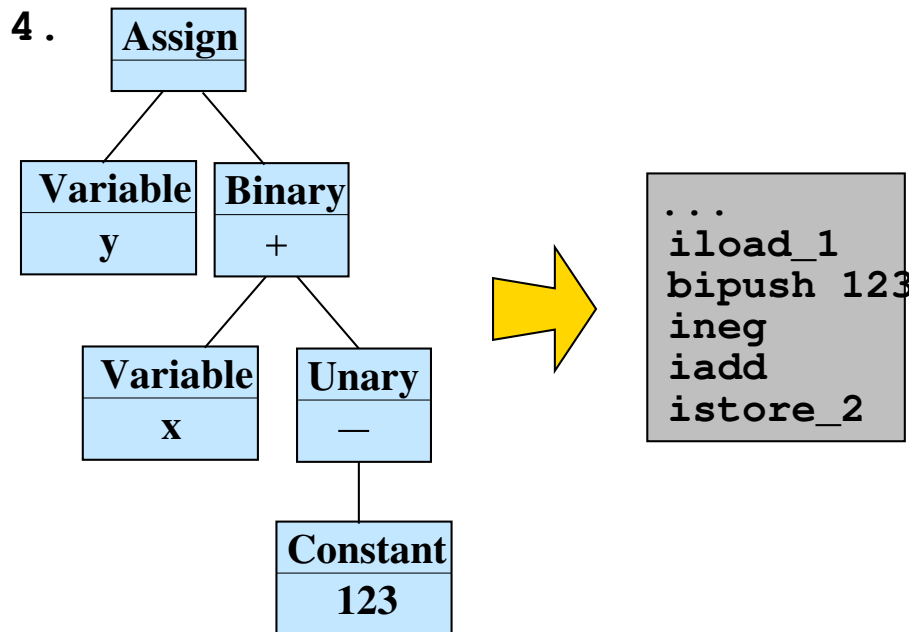 4.
Assign
Variable
y
Binary
+
Variable
x
Unary
—
Constant
123
...
iload_1
bipush 123
ineg
iadd
istore_2